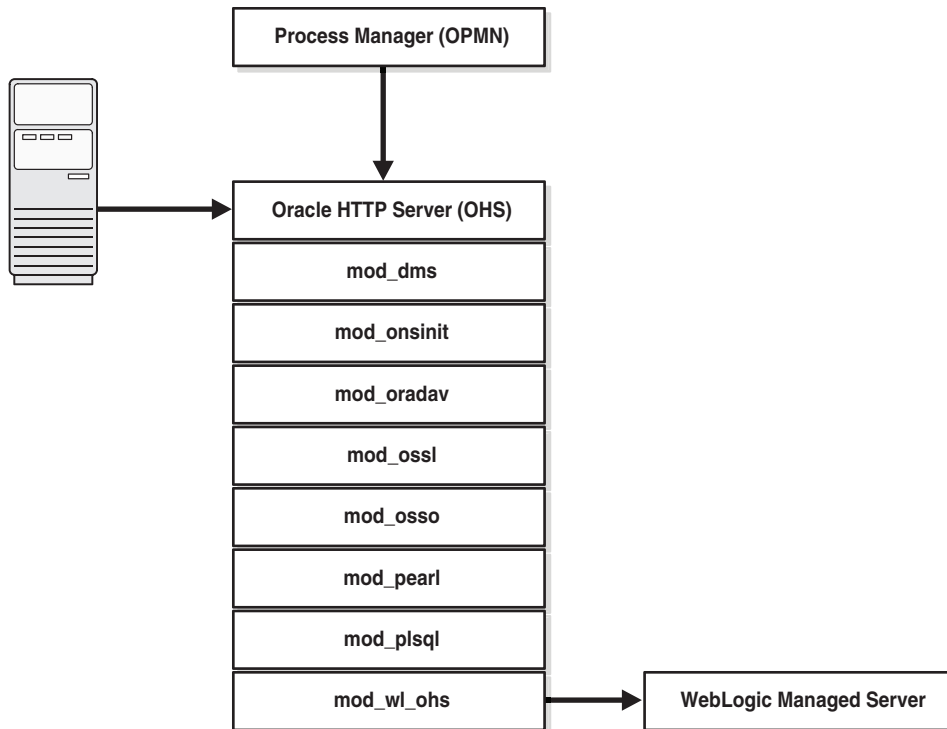 Process Manager (OPMN)
Oracle HTTP Server (OHS)
mod_dms
mod_onsinit
mod_oradav
mod_ossl
mod_osso
mod_pearl
mod_plsql
mod_wl_ohs
WebLogic Managed Server